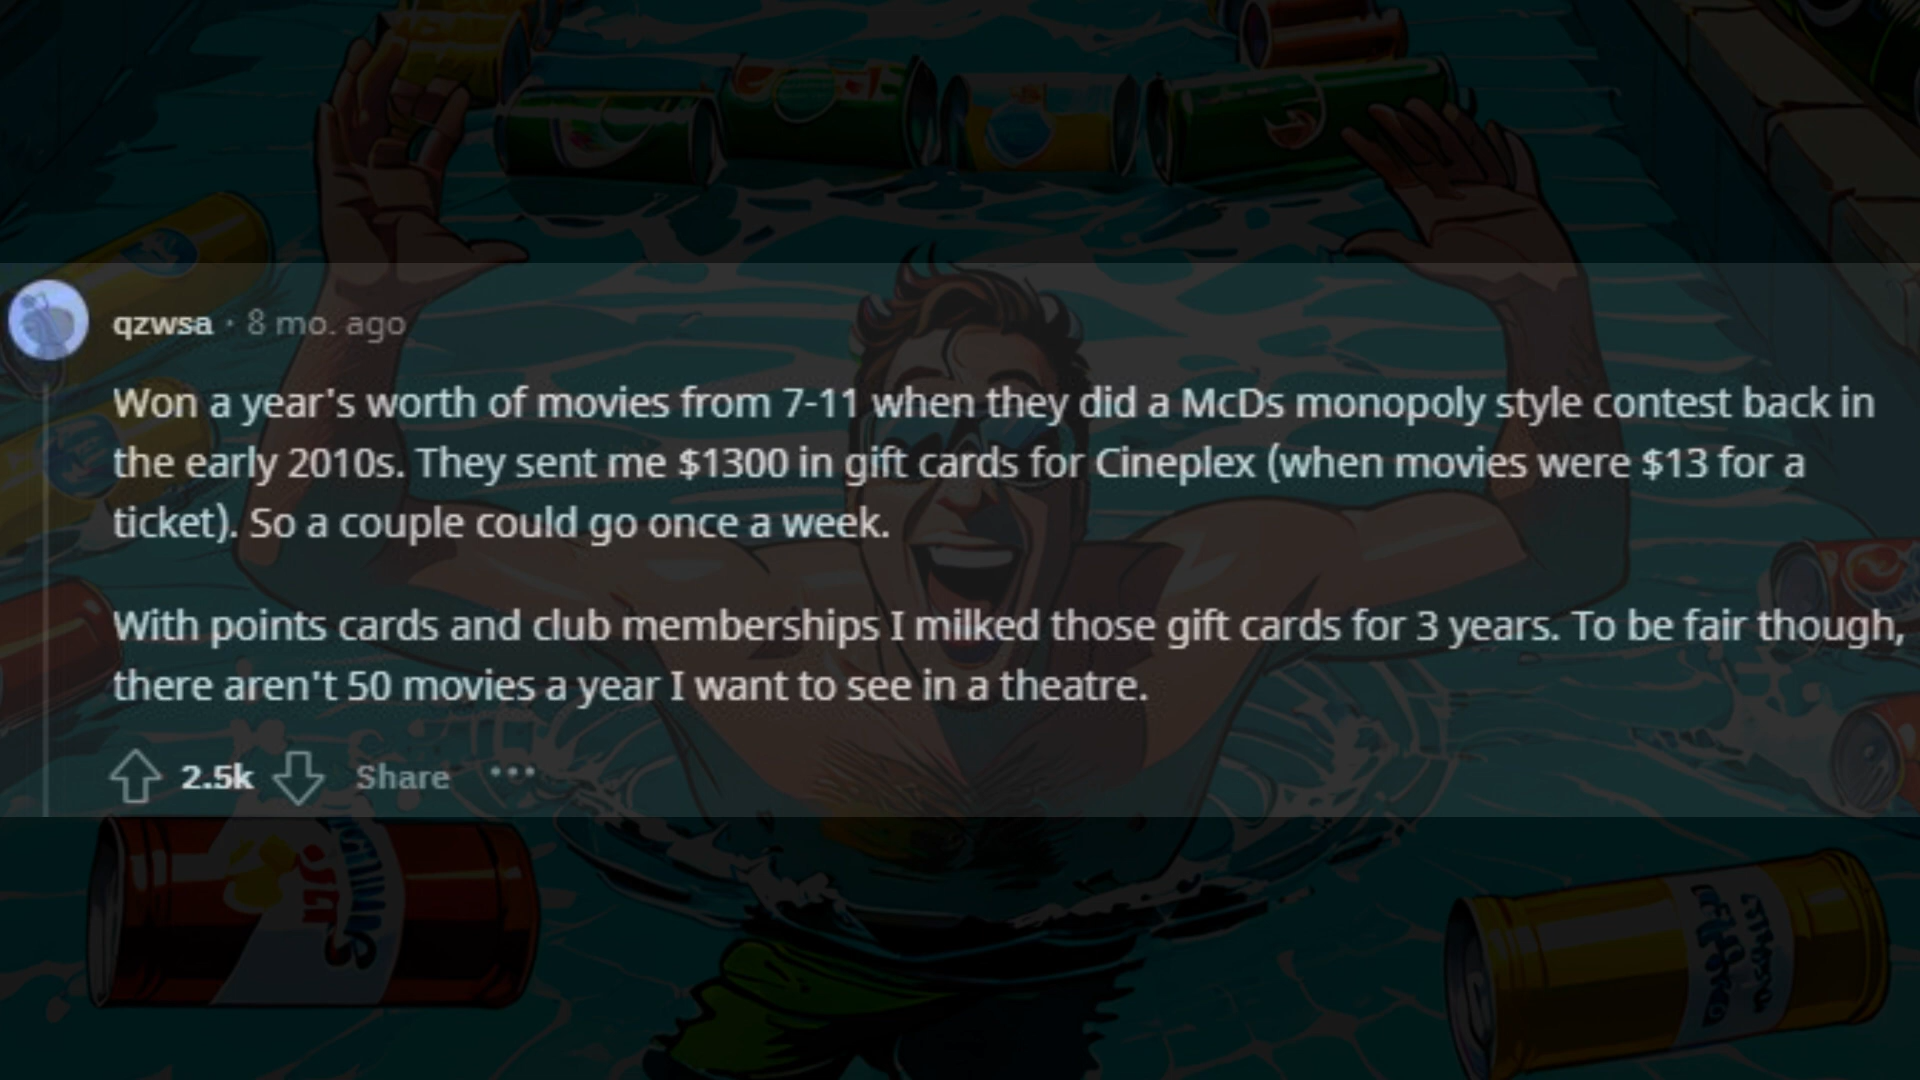 qzwsa · 8 mo. ago
Won a year's worth of movies from 7-11 when they did a McDs monopoly style contest back in
the early 2010s. They sent me $1300 in gift cards for Cineplex (when movies were $13 for a
ticket). So a couple could go once a week.
With points cards and club memberships I milked those gift cards for 3 years. To be fair though,
there aren't 50 movies a year I want to see in a theatre.
2.5k Share ...